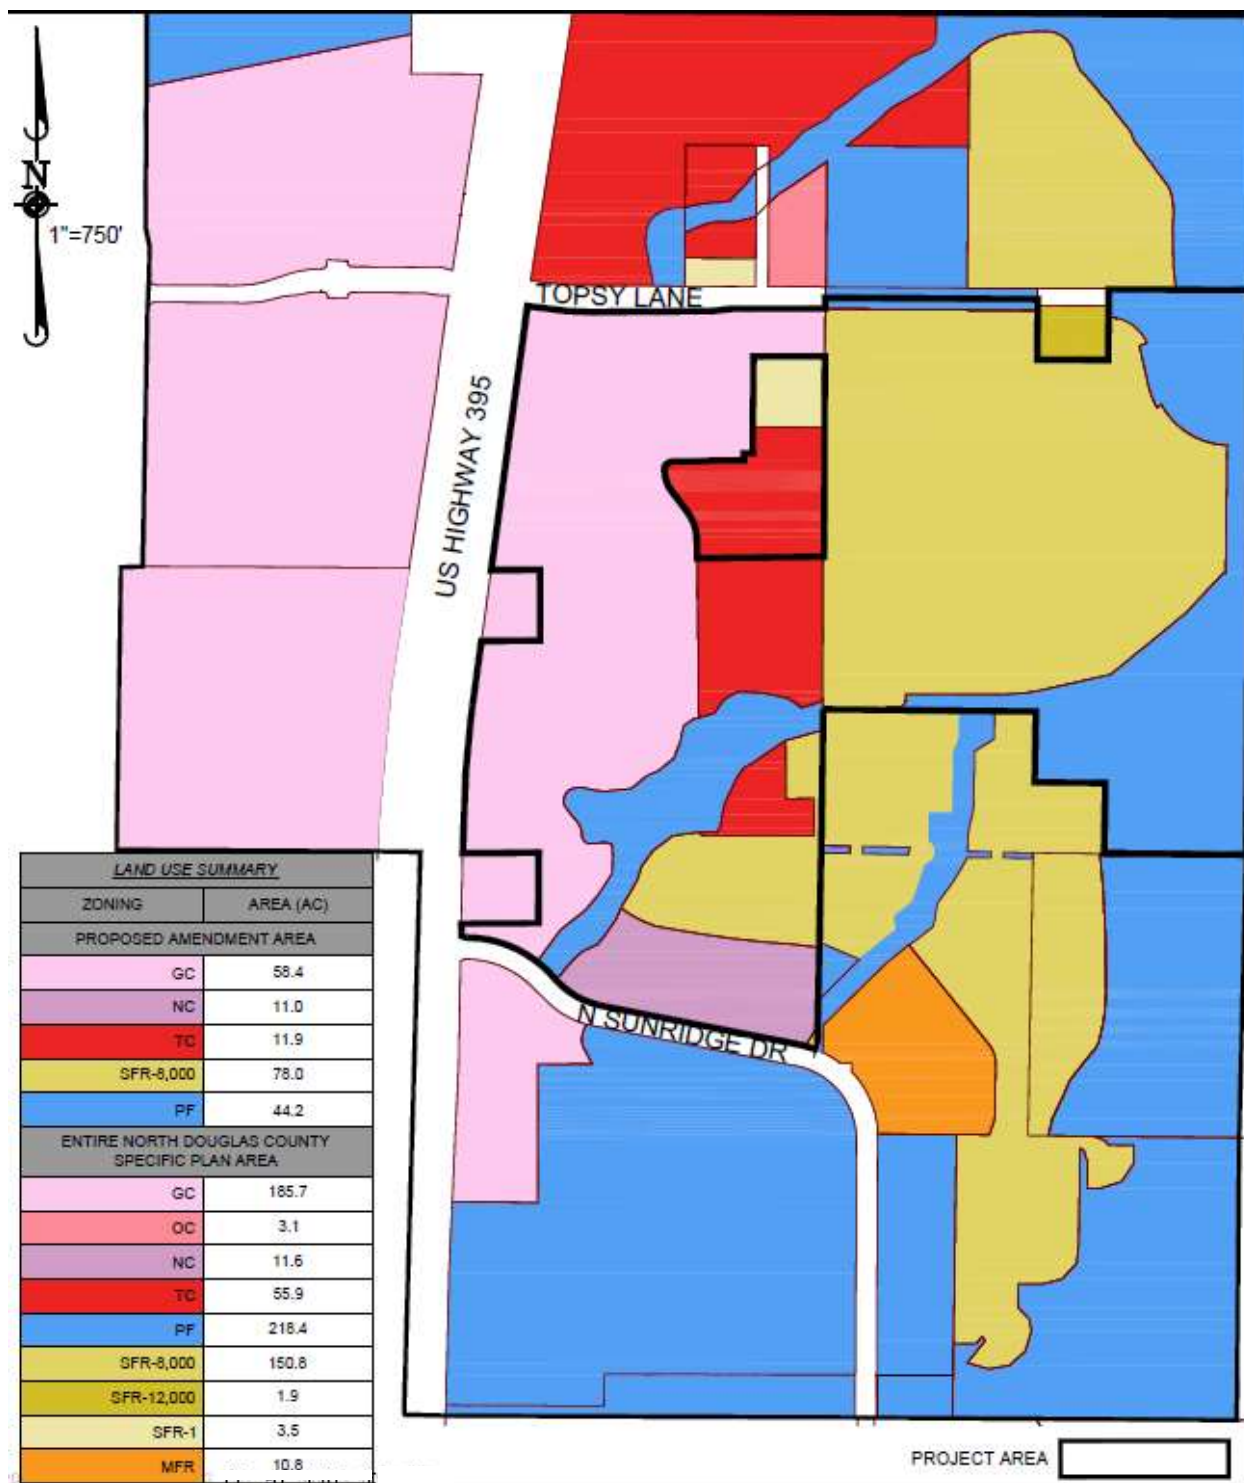 N
1"=750'
TOPSY LANE
US HIGHWAY 395
N SUNRIDGE DR
LAND USE SUMMARY
ZONING AREA (AC)
PROPOSED AMENDMENT AREA
GC 58.4
NC 11.0
TC 11.9
SFR-8,000 78.0
PF 44.2
ENTIRE NORTH DOUGLAS COUNTY
SPECIFIC PLAN AREA
GC 185.7
OC 3.1
NC 11.6
TC 55.9
PF 218.4
SFR-8,000 150.8
SFR-12,000 1.9
SFR-1 3.5
MFR 10.8
PROJECT AREA